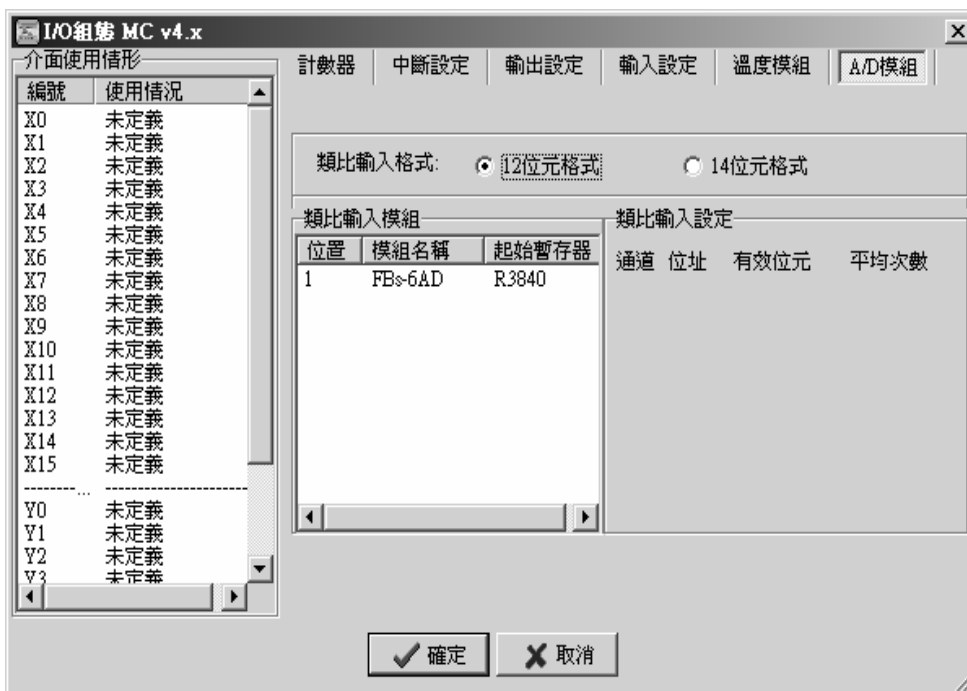 I/O組態 MC v4.x
介面使用情形
編號 使用情況
X0 未定義
X1 未定義
X2 未定義
X3 未定義
X4 未定義
X5 未定義
X6 未定義
X7 未定義
X8 未定義
X9 未定義
X10 未定義
X11 未定義
X12 未定義
X13 未定義
X14 未定義
X15 未定義
--------... --------------------
Y0 未定義
Y1 未定義
Y2 未定義
Y3 未定義
計數器 中斷設定 輸出設定 輸入設定 溫度模組 A/D模組
類比輸入格式: 12位元格式 14位元格式
類比輸入模組
位置 模組名稱 起始暫存器
1 FBs-6AD R3840
類比輸入設定
通道 位址 有效位元 平均次數
確定 取消